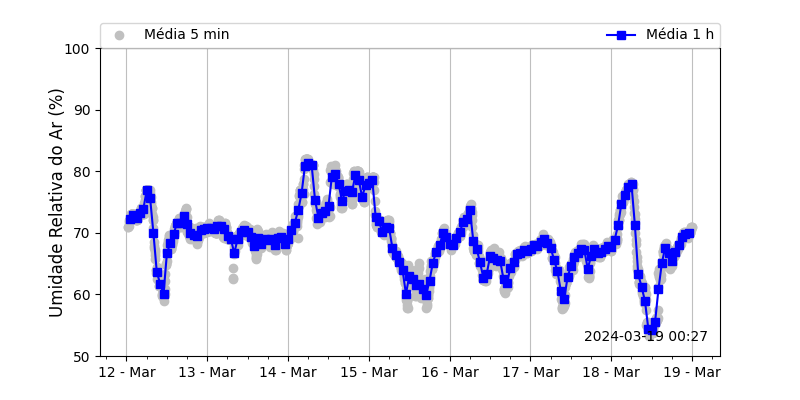 Média 5 min Média 1 h
Umidade Relativa do Ar (%)
100
90
80
70
60
50
2024-03-19 00:27
12 - Mar 13 - Mar 14 - Mar 15 - Mar 16 - Mar 17 - Mar 18 - Mar 19 - Mar